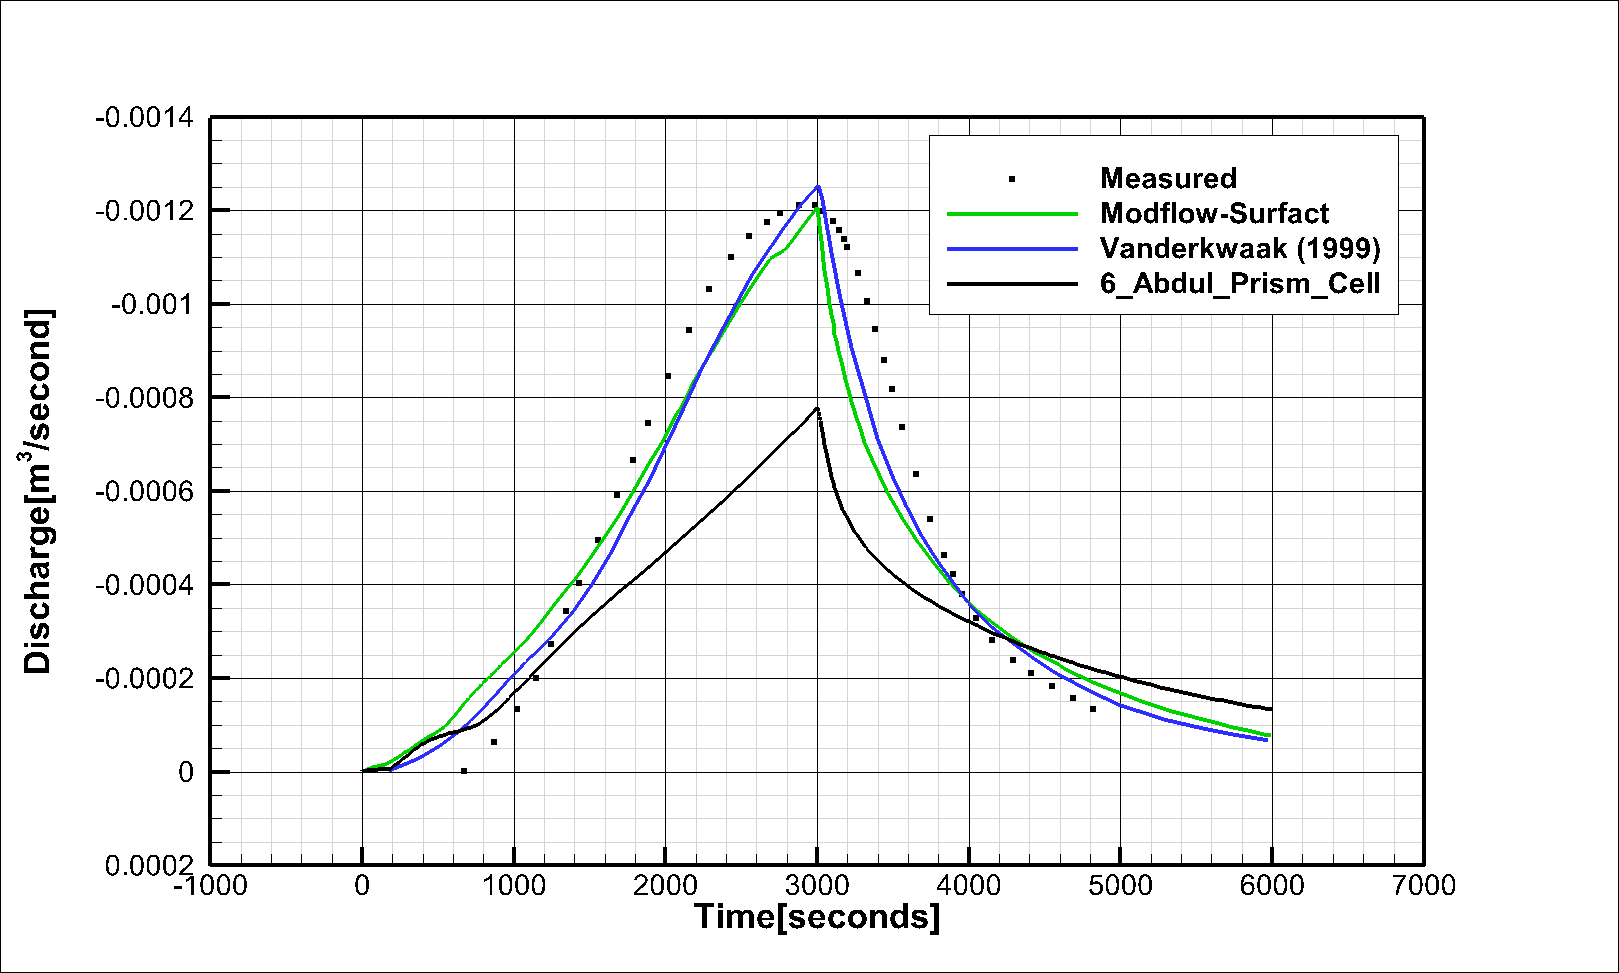 -0.0014
-0.0012
-0.001
-0.0008
-0.0006
-0.0004
-0.0002
0
0.0002
Discharge[m³/second]
Measured
Modflow-Surfact
Vanderkwaak (1999)
6_Abdul_Prism_Cell
-1000 0 1000 2000 3000 4000 5000 6000 7000
Time[seconds]